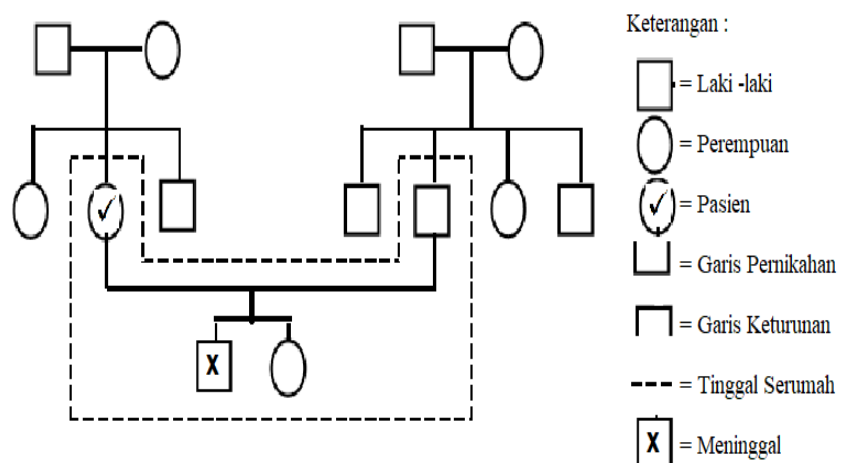 Keterangan :
= Laki -laki
= Perempuan
✓ = Pasien
= Garis Pernikahan
= Garis Keturunan
= Tinggal Serumah
X = Meninggal
✓
X